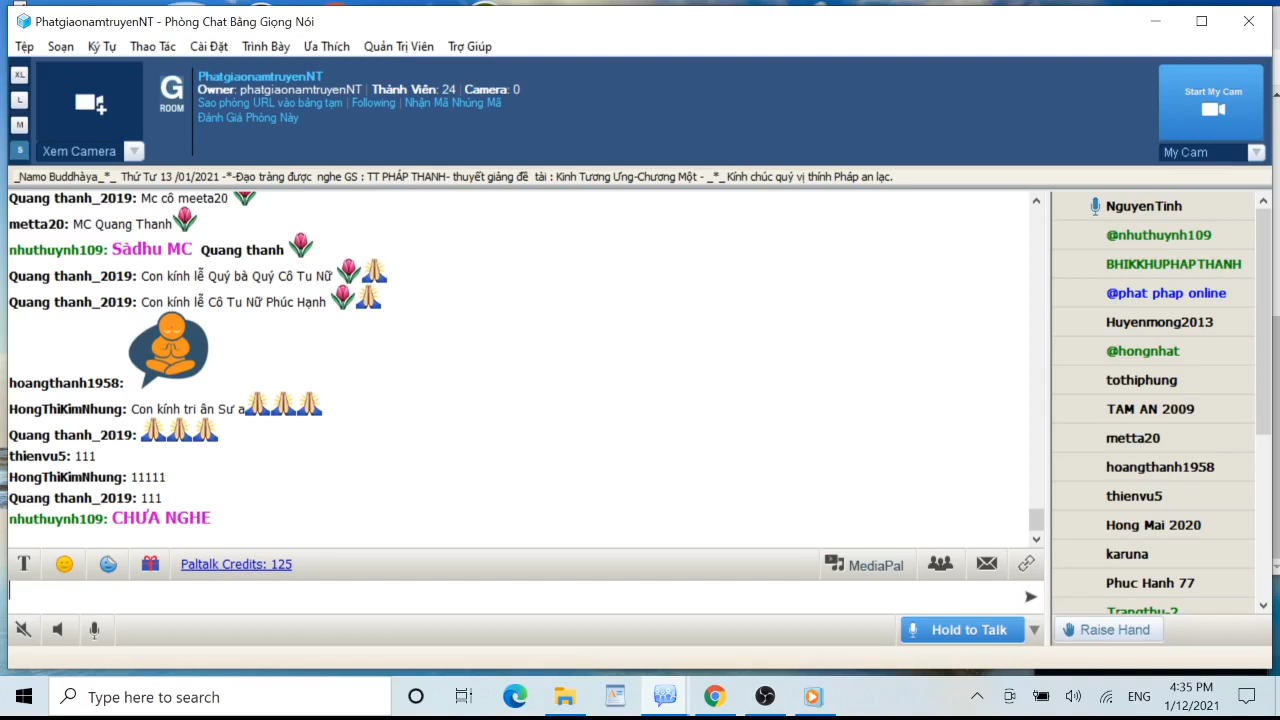 PhatgiaonamtruyenNT - Phòng Chat Bằng Giọng Nói
Tệp Soạn Ký Tự Thao Tác Cài Đặt Trình Bày Ưa Thích Quản Trị Viên Trợ Giúp
XL
L
M
S
Xem Camera
G
ROOM
PhatgiaonamtruyenNT
Owner: phatgiaonamtruyenNT | Thành Viên: 24 | Camera: 0
Sao phòng URL vào bảng tạm | Following | Nhận Mã Nhúng Mã
Đánh Giá Phòng Này
Start My Cam
My Cam
_Namo Buddhàya_*_ Thứ Tư 13 /01/2021 -*-Đạo tràng được nghe GS : TT PHÁP THANH- thuyết giảng đề tài : Kinh Tương Ưng-Chương Một - _*_ Kính chúc quý vị thính Pháp an lạc.
Quang thanh_2019: Mc cô meeta20
metta20: MC Quang Thanh
nhuthuynh109: Sàdhu MC Quang thanh
Quang thanh_2019: Con kính lễ Quý bà Quý Cô Tu Nữ
Quang thanh_2019: Con kính lễ Cô Tu Nữ Phúc Hạnh
hoangthanh1958:
HongThiKimNhung: Con kính tri ân Sư a
Quang thanh_2019:
thienvu5: 111
HongThiKimNhung: 11111
Quang thanh_2019: 111
nhuthuynh109: CHƯA NGHE
NguyenTinh
@nhuthuynh109
BHIKKHUPHAPTHANH
@phat phap online
Huyenmong2013
@hongnhat
tothiphung
TAM AN 2009
metta20
hoangthanh1958
thienvu5
Hong Mai 2020
karuna
Phuc Hanh 77
Trangthu-2
T Paltalk Credits: 125 MediaPal
Hold to Talk
Raise Hand
Type here to search
ENG
4:35 PM
1/12/2021